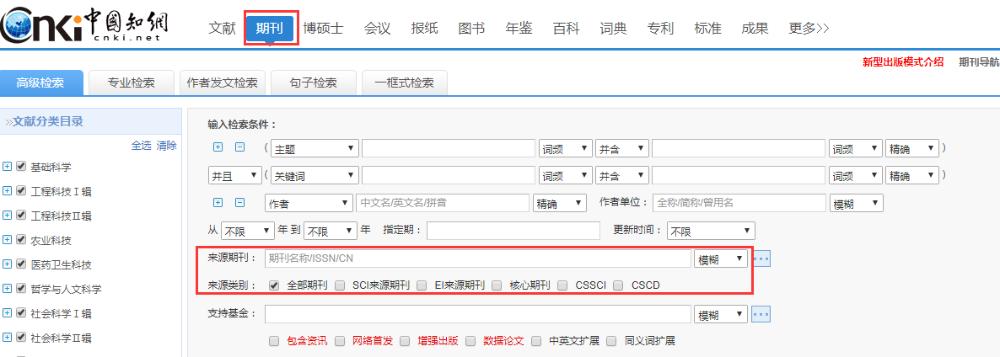 cnki 中國知網
cnki.net
文献 期刊 博硕士 会议 报纸 图书 年鉴 百科 词典 专利 标准 成果 更多>>
新型出版模式介绍 期刊导航
高级检索 专业检索 作者发文检索 句子检索 一框式检索
文献分类目录
全选 清除
基础科学
工程科技Ⅰ辑
工程科技Ⅱ辑
农业科技
医药卫生科技
哲学与人文科学
社会科学Ⅰ辑
社会科学Ⅱ辑
输入检索条件：
( 主题 词频 并含 词频 精确 )
并且 ( 关键词 词频 并含 词频 精确 )
作者 中文名/英文名/拼音 精确 作者单位： 全称/简称/曾用名 模糊
从 不限 年 到 不限 年 指定期： 更新时间： 不限
来源期刊： 期刊名称/ISSN/CN 模糊
来源类别： 全部期刊 SCI来源期刊 EI来源期刊 核心期刊 CSSCI CSCD
支持基金： 模糊
包含资讯 网络首发 增强出版 数据论文 中英文扩展 同义词扩展